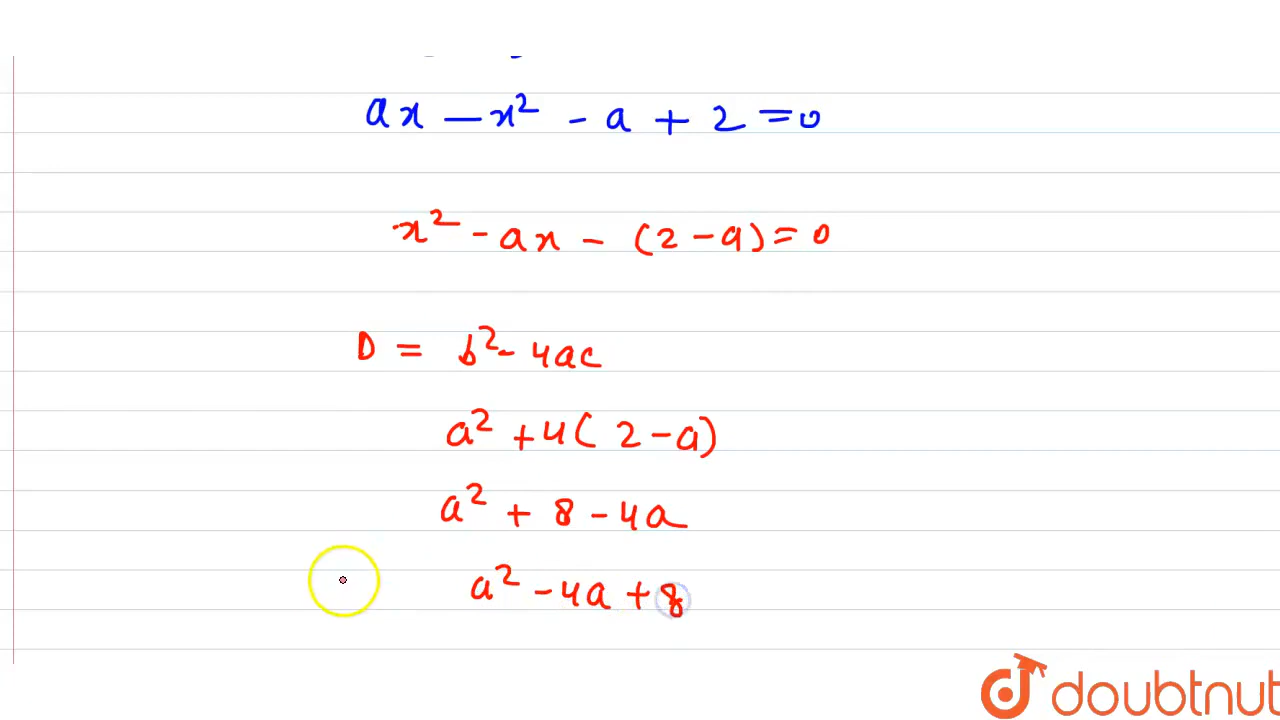 ax - x² - a + 2 = 0
x² - ax - (2 - a) = 0
D = b² - 4ac
a² + 4(2 - a)
a² + 8 - 4a
a² - 4a + 8
doubtnut